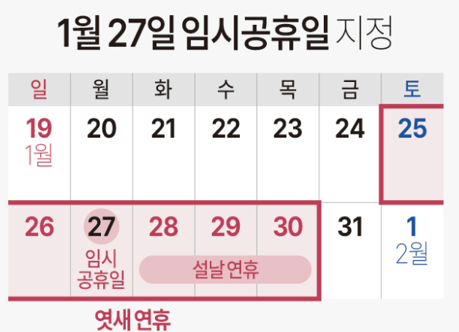 1월 27일 임시공휴일 지정
일 월 화 수 목 금 토
19 20 21 22 23 24 25
1월
26 27 28 29 30 31 1
임시 설날 연휴 2월
공휴일
엿새 연휴